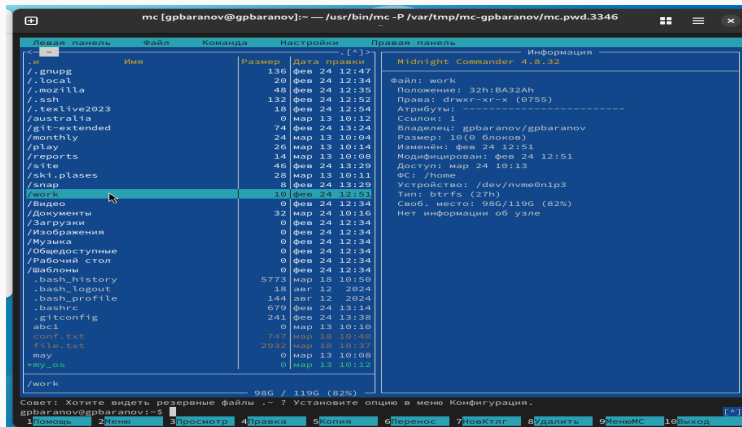 mc [gpbaranov@gpbaranov]:~ — /usr/bin/mc -P /var/tmp/mc-gpbaranov/mc.pwd.3346
Левая панель Файл Команда Настройки Правая панель
<- ~ .[^]>
.и Имя Размер Дата правки
/.gnupg 136 фев 24 12:47
/.local 20 фев 24 12:34
/.mozilla 48 фев 24 12:35
/.ssh 132 фев 24 12:52
/.texlive2023 18 фев 24 12:54
/australia 0 мар 13 10:12
/git-extended 74 фев 24 13:24
/monthly 24 мар 13 10:04
/play 26 мар 13 10:14
/reports 14 мар 13 10:08
/site 46 фев 24 13:29
/ski.plases 28 мар 13 10:11
/snap 8 фев 24 13:29
/work 10 фев 24 12:51
/Видео 0 фев 24 12:34
/Документы 32 мар 24 10:16
/Загрузки 0 фев 24 12:34
/Изображения 0 фев 24 12:34
/Музыка 0 фев 24 12:34
/Общедоступные 0 фев 24 12:34
/Рабочий стол 0 фев 24 12:34
/Шаблоны 0 фев 24 12:34
.bash_history 5773 мар 18 10:50
.bash_logout 18 авг 12 2024
.bash_profile 144 авг 12 2024
.bashrc 679 фев 24 13:14
.gitconfig 241 фев 24 13:38
abc1 0 мар 13 10:10
conf.txt 747 мар 18 10:40
file.txt 2932 мар 18 10:37
may 0 мар 13 10:08
*my_os 0 мар 13 10:12
/work
98G / 119G (82%)
Информация
Midnight Commander 4.8.32
Файл: work
Положение: 32h:BA32Ah
Права: drwxr-xr-x (0755)
Атрибуты: -------------------------
Ссылок: 1
Владелец: gpbaranov/gpbaranov
Размер: 10(0 блоков)
Изменён: фев 24 12:51
Модифицирован: фев 24 12:51
Доступ: мар 24 10:13
ФС: /home
Устройство: /dev/nvme0n1p3
Тип: btrfs (27h)
Своб. место: 98G/119G (82%)
Нет информации об узле
Совет: Хотите видеть резервные файлы .~ ? Установите опцию в меню Конфигурация.
gpbaranov@gpbaranov:~$ [^]
1Помощь 2Меню 3Просмотр 4Правка 5Копия 6Перенос 7НовКтлг 8Удалить 9МенюMC 10Выход